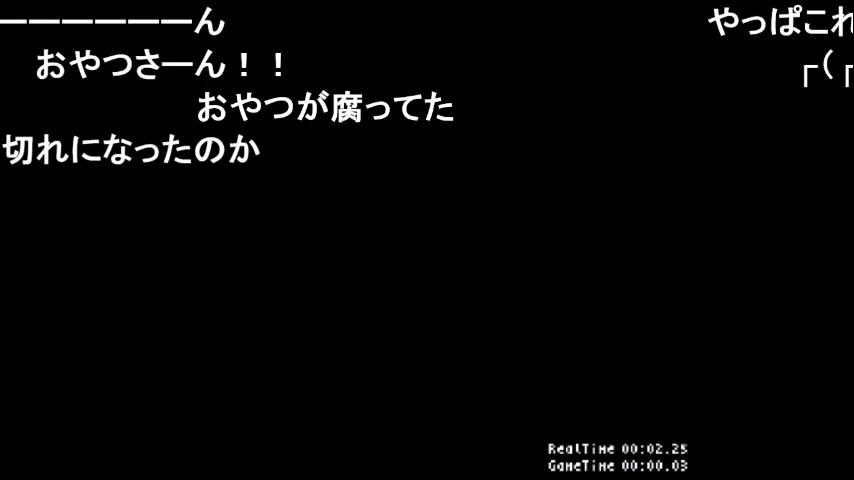 ーーーーーーん
やっぱこれ
おやつさーん！！
┌(┌
おやつが腐ってた
切れになったのか
RealTime 00:02.25
GameTime 00:00.03